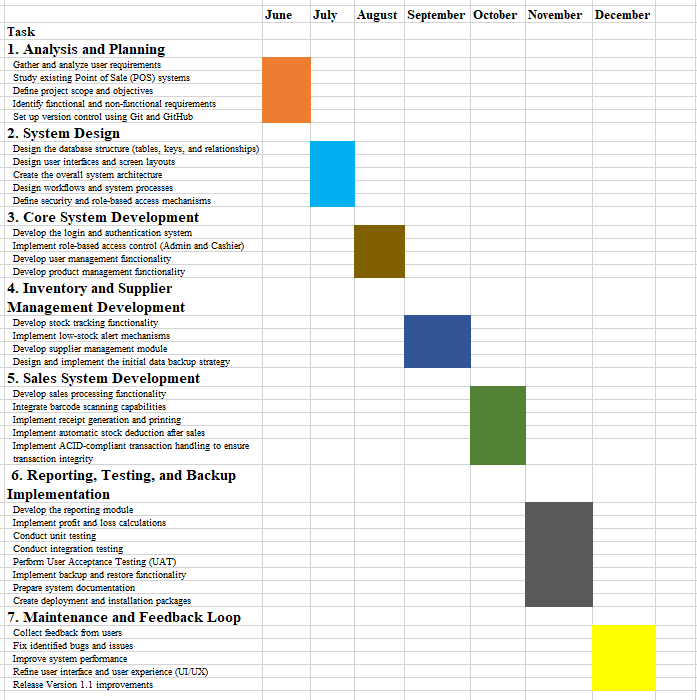 June July August September October November December
Task
1. Analysis and Planning
Gather and analyze user requirements
Study existing Point of Sale (POS) systems
Define project scope and objectives
Identify functional and non-functional requirements
Set up version control using Git and GitHub
2. System Design
Design the database structure (tables, keys, and relationships)
Design user interfaces and screen layouts
Create the overall system architecture
Design workflows and system processes
Define security and role-based access mechanisms
3. Core System Development
Develop the login and authentication system
Implement role-based access control (Admin and Cashier)
Develop user management functionality
Develop product management functionality
4. Inventory and Supplier
Management Development
Develop stock tracking functionality
Implement low-stock alert mechanisms
Develop supplier management module
Design and implement the initial data backup strategy
5. Sales System Development
Develop sales processing functionality
Integrate barcode scanning capabilities
Implement receipt generation and printing
Implement automatic stock deduction after sales
Implement ACID-compliant transaction handling to ensure
transaction integrity
6. Reporting, Testing, and Backup
Implementation
Develop the reporting module
Implement profit and loss calculations
Conduct unit testing
Conduct integration testing
Perform User Acceptance Testing (UAT)
Implement backup and restore functionality
Prepare system documentation
Create deployment and installation packages
7. Maintenance and Feedback Loop
Collect feedback from users
Fix identified bugs and issues
Improve system performance
Refine user interface and user experience (UI/UX)
Release Version 1.1 improvements